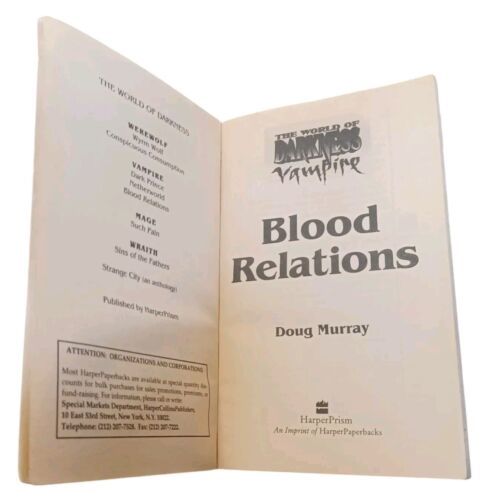 THE WORLD OF DARKNESS
WEREWOLF
Wyrm Wolf
Conspicuous Consumption
VAMPIRE
Dark Prince
Netherworld
Blood Relations
MAGE
Such Pain
WRAITH
Sins of the Fathers
Strange City (an anthology)
Published by HarperPrism
ATTENTION: ORGANIZATIONS AND CORPORATIONS
Most HarperPaperbacks are available at special quantity dis-
counts for bulk purchases for sales promotions, premiums, or
fund-raising. For information, please call or write:
Special Markets Department, HarperCollinsPublishers,
10 East 53rd Street, New York, N.Y. 10022.
Telephone: (212) 207-7528. Fax: (212) 207-7222.
THE WORLD OF
DARKNESS
Vampire
Blood
Relations
Doug Murray
HarperPrism
An Imprint of HarperPaperbacks